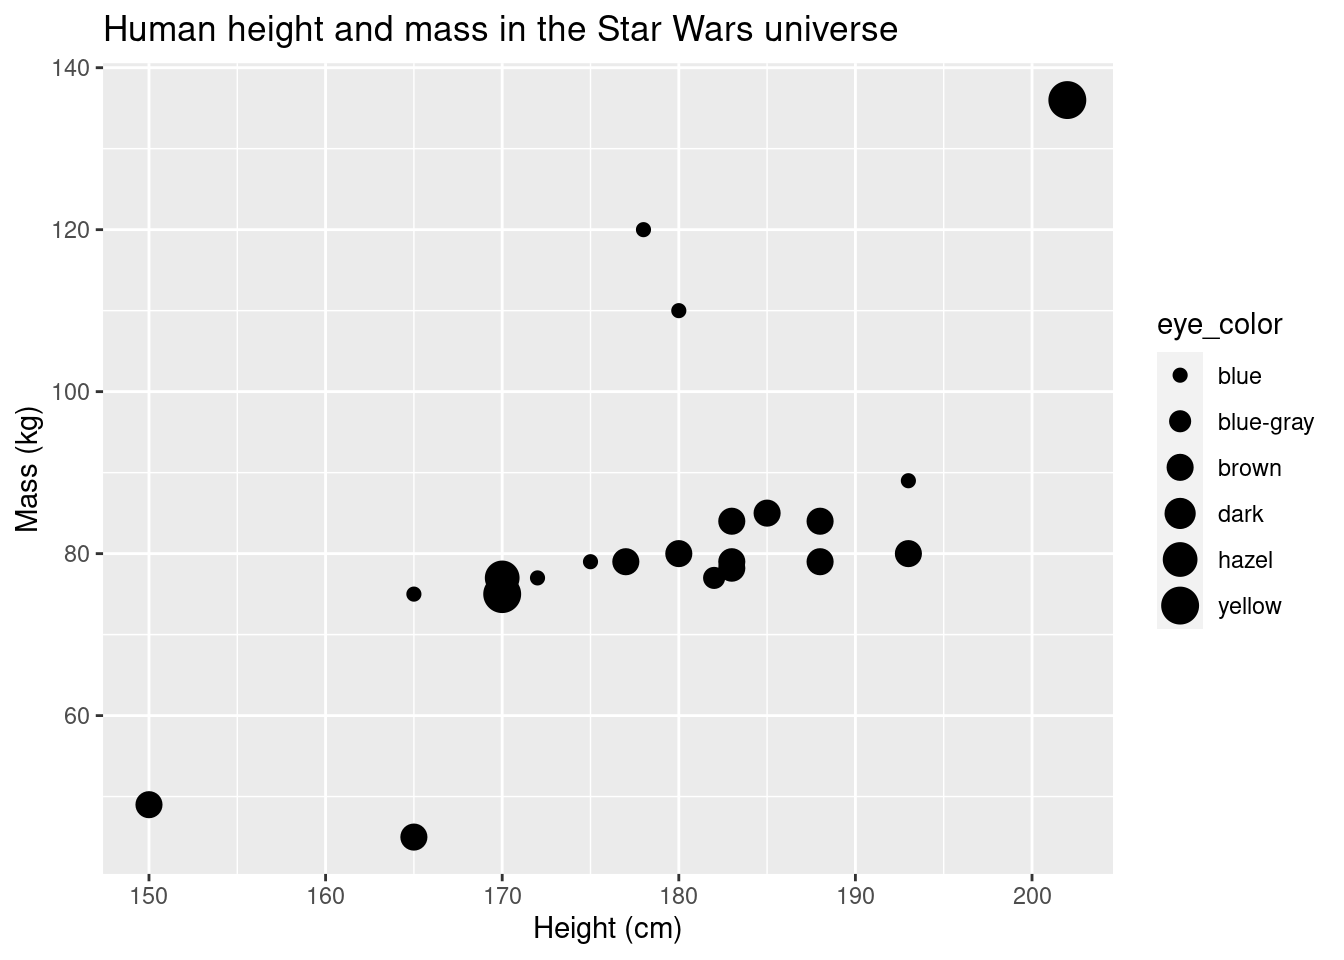 Human height and mass in the Star Wars universe
140
120
100
80
60
Mass (kg)
150 160 170 180 190 200
Height (cm)
eye_color
blue
blue-gray
brown
dark
hazel
yellow